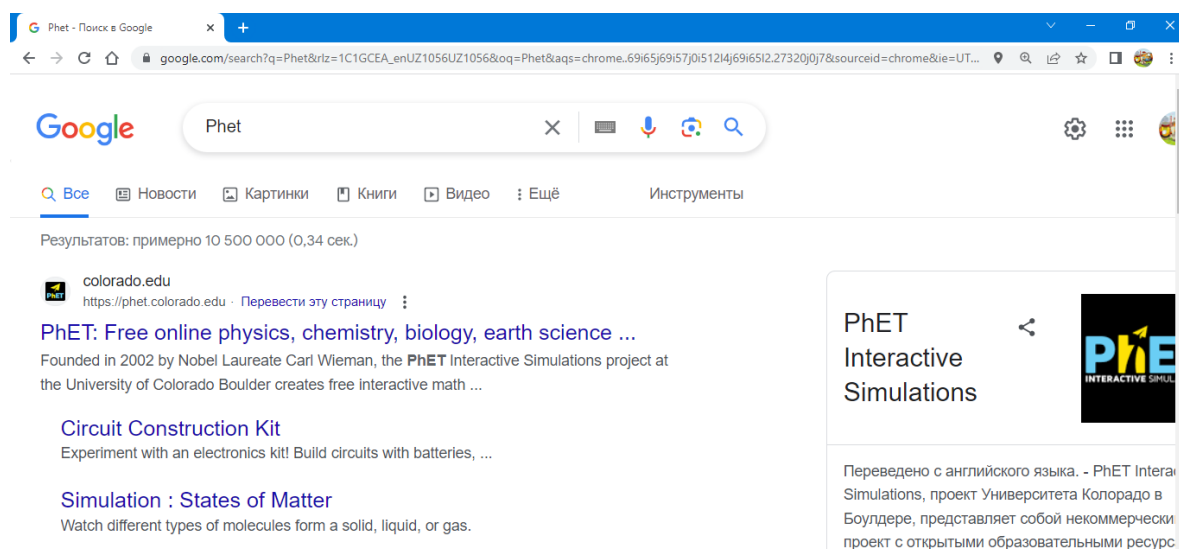 Phet - Поиск в Google
google.com/search?q=Phet&rlz=1C1GCEA_enUZ1056UZ1056&oq=Phet&aqs=chrome..69i65j69i57j0i512l4j69i65l2.27320j0j7&sourceid=chrome&ie=UT...
Google
Phet
Все Новости Картинки Книги Видео Ещё Инструменты
Результатов: примерно 10 500 000 (0,34 сек.)
colorado.edu
https://phet.colorado.edu · Перевести эту страницу
PhET: Free online physics, chemistry, biology, earth science ...
Founded in 2002 by Nobel Laureate Carl Wieman, the PhET Interactive Simulations project at
the University of Colorado Boulder creates free interactive math ...
Circuit Construction Kit
Experiment with an electronics kit! Build circuits with batteries, ...
Simulation : States of Matter
Watch different types of molecules form a solid, liquid, or gas.
PhET
Interactive
Simulations
PhE
INTERACTIVE SIMUL
Переведено с английского языка. - PhET Intera
Simulations, проект Университета Колорадо в
Боулдере, представляет собой некоммерчески
проект с открытыми образовательными ресурс